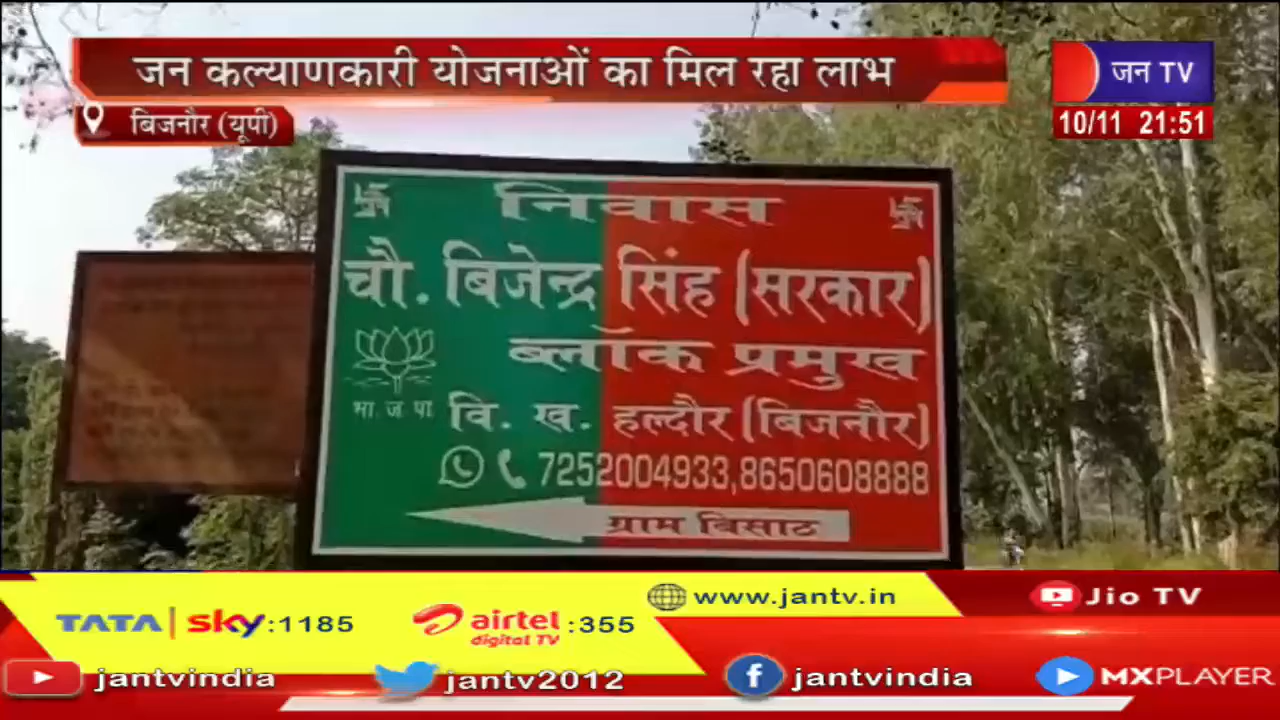 जन कल्याणकारी योजनाओं का मिल रहा लाभ
जन TV
बिजनौर (यूपी)
10/11 21:51
निवास
चौ. बिजेन्द्र सिंह (सरकार)
ब्लॉक प्रमुख
भा ज पा
वि. ख. हल्दौर (बिजनौर)
7252004933,8650608888
ग्राम बिसाठ
www.jantv.in
Jio TV
TATA sky:1185
airtel digital TV :355
jantvindia
jantv2012
jantvindia
MXPLAYER